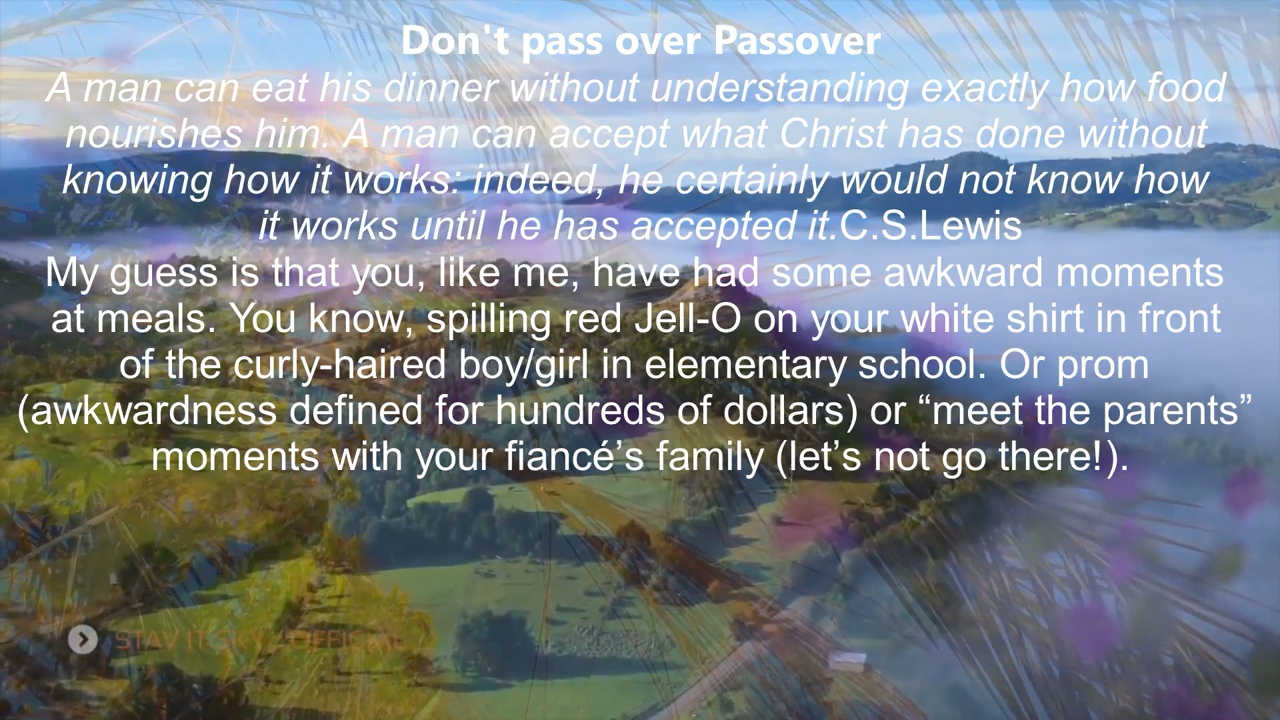 Don't pass over Passover
A man can eat his dinner without understanding exactly how food
nourishes him. A man can accept what Christ has done without
knowing how it works: indeed, he certainly would not know how
it works until he has accepted it.C.S.Lewis
My guess is that you, like me, have had some awkward moments
at meals. You know, spilling red Jell-O on your white shirt in front
of the curly-haired boy/girl in elementary school. Or prom
(awkwardness defined for hundreds of dollars) or “meet the parents”
moments with your fiancé’s family (let’s not go there!).
STAV IT SKY